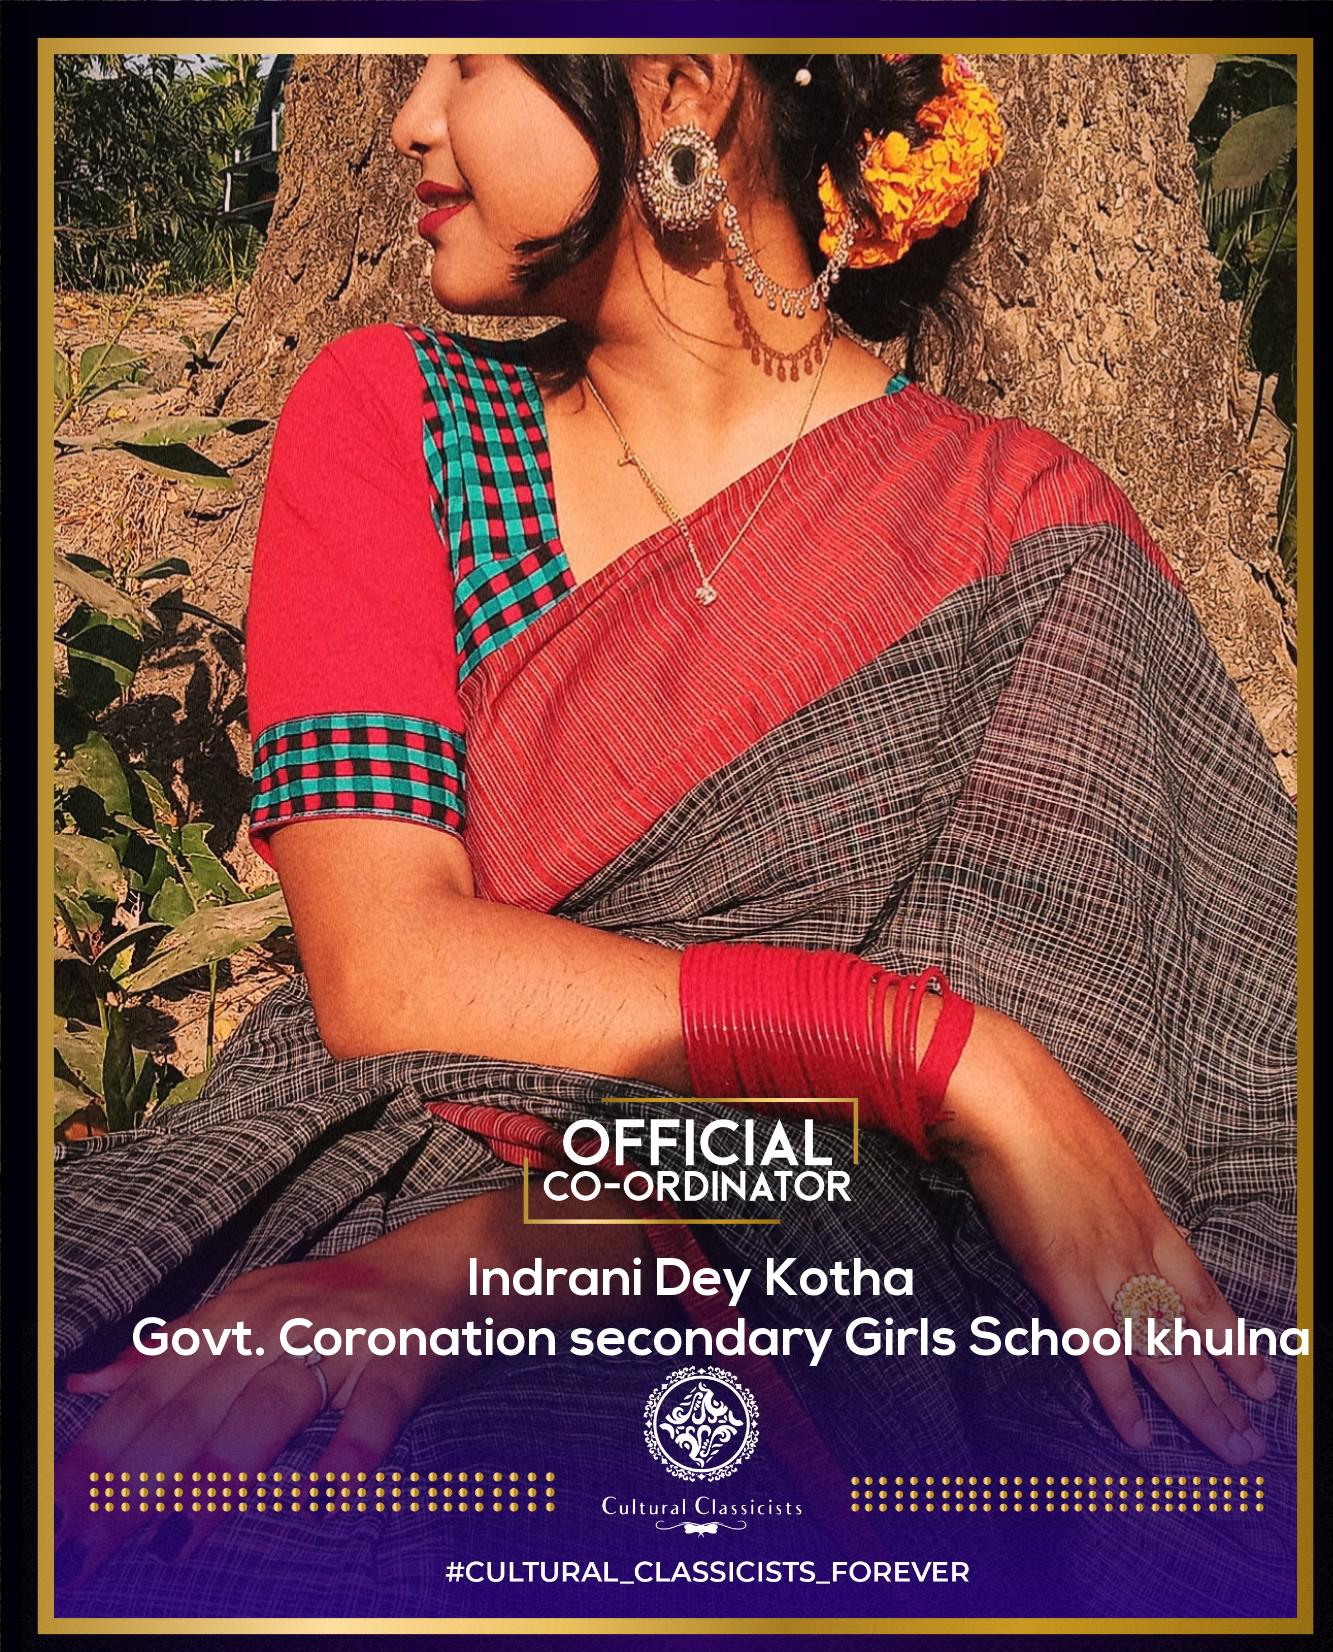 OFFICIAL
CO-ORDINATOR
Indrani Dey Kotha
Govt. Coronation secondary Girls School khulna
Cultural Classicists
#CULTURAL_CLASSICISTS_FOREVER